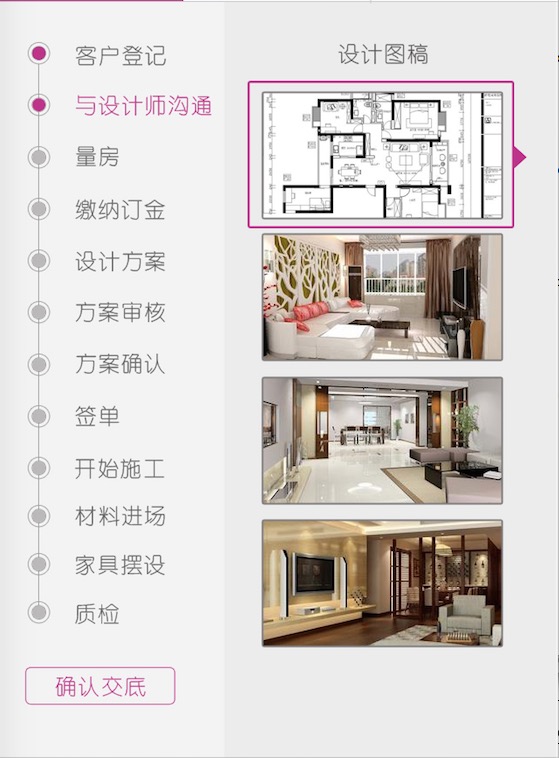 客户登记
与设计师沟通
量房
缴纳订金
设计方案
方案审核
方案确认
签单
开始施工
材料进场
家具摆设
质检
确认交底
设计图稿